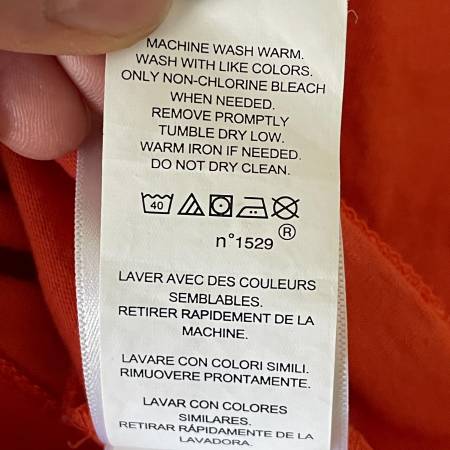 MACHINE WASH WARM.
WASH WITH LIKE COLORS.
ONLY NON-CHLORINE BLEACH
WHEN NEEDED.
REMOVE PROMPTLY
TUMBLE DRY LOW.
WARM IRON IF NEEDED.
DO NOT DRY CLEAN.
40
®
n°1529
LAVER AVEC DES COULEURS
SEMBLABLES.
RETIRER RAPIDEMENT DE LA
MACHINE.
LAVARE CON COLORI SIMILI.
RIMUOVERE PRONTAMENTE.
LAVAR CON COLORES
SIMILARES.
RETIRAR RÁPIDAMENTE DE LA
LAVADORA.